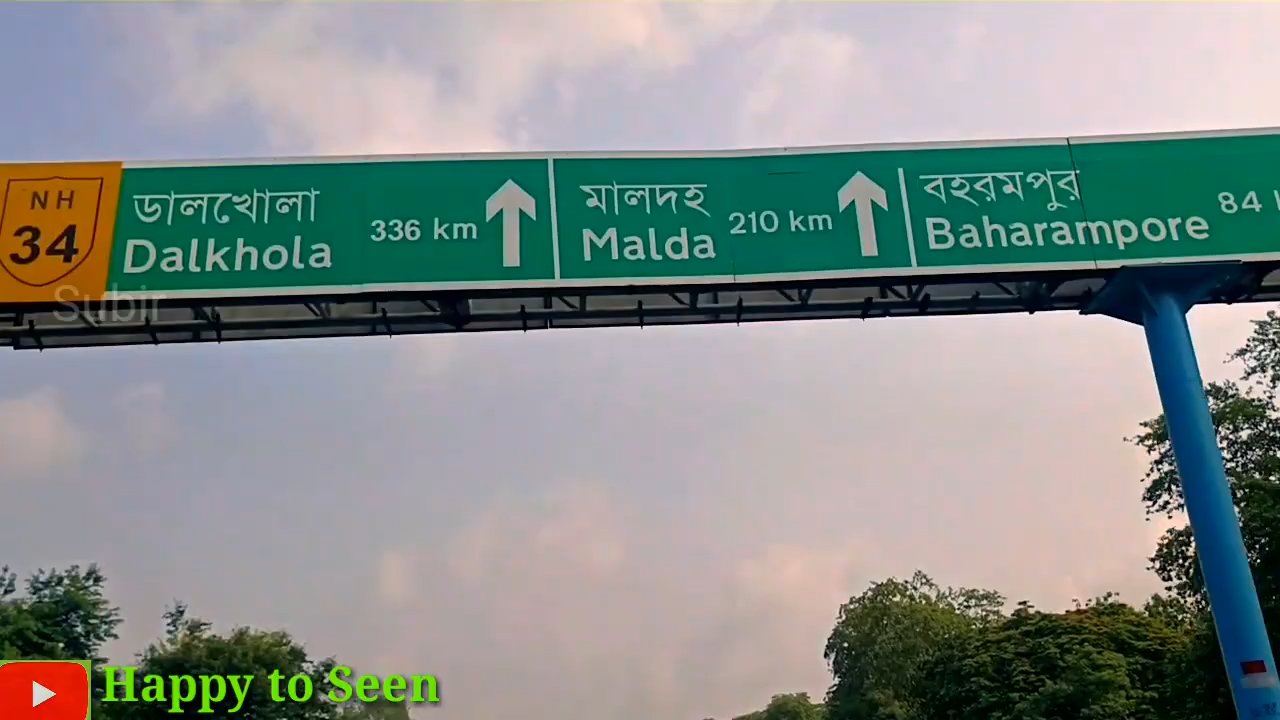 NH
34
ডালখোলা
Dalkhola
336 km
মালদহ
Malda
210 km
বহরমপুর
Baharampore
84
Subir
Happy to Seen